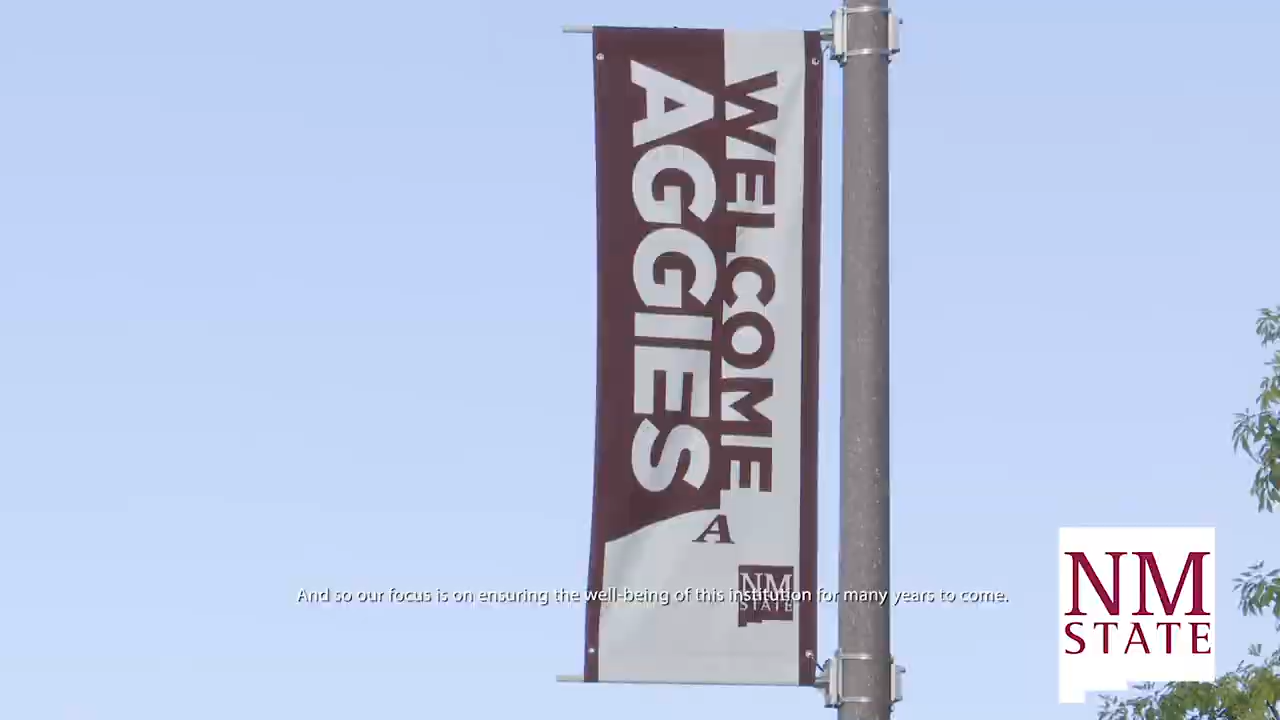 WELCOME
AGGIES
A
NM
STATE
And so our focus is on ensuring the well-being of this institution for many years to come.
NM
STATE